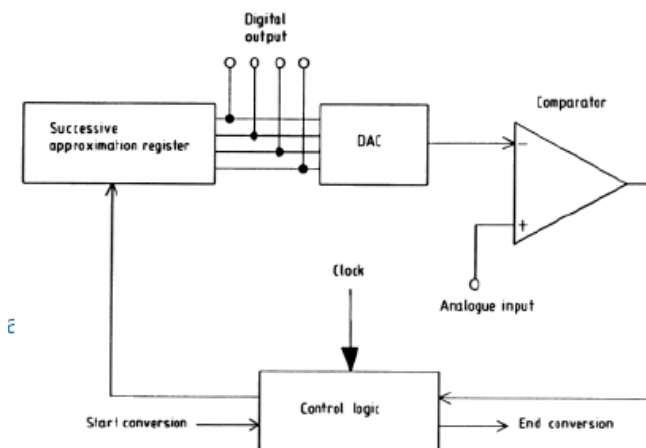 Digital
output
Successive
approximation register
DAC
Comparator
−
+
Analogue input
Clock
Control logic
Start conversion
End conversion